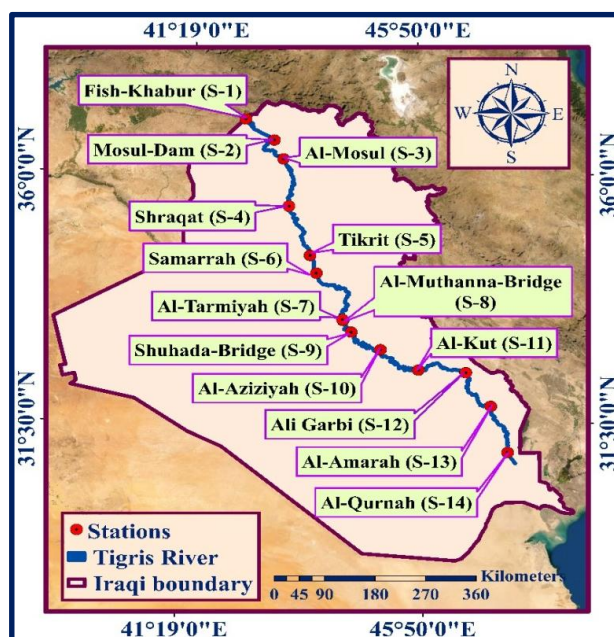 41°19'0"E 45°50'0"E
N
W E
S
Fish-Khabur (S-1)
Mosul-Dam (S-2)
Al-Mosul (S-3)
36°0'0"N
36°0'0"N
Shraqat (S-4)
Tikrit (S-5)
Samarrah (S-6)
Al-Muthanna-Bridge
(S-8)
Al-Tarmiyah (S-7)
Shuhada-Bridge (S-9)
Al-Kut (S-11)
Al-Aziziyah (S-10)
31°30'0"N
31°30'0"N
Ali Garbi (S-12)
Al-Amarah (S-13)
Al-Qurnah (S-14)
Stations
Tigris River
Iraqi boundary
Kilometers
0 45 90 180 270 360
41°19'0"E 45°50'0"E